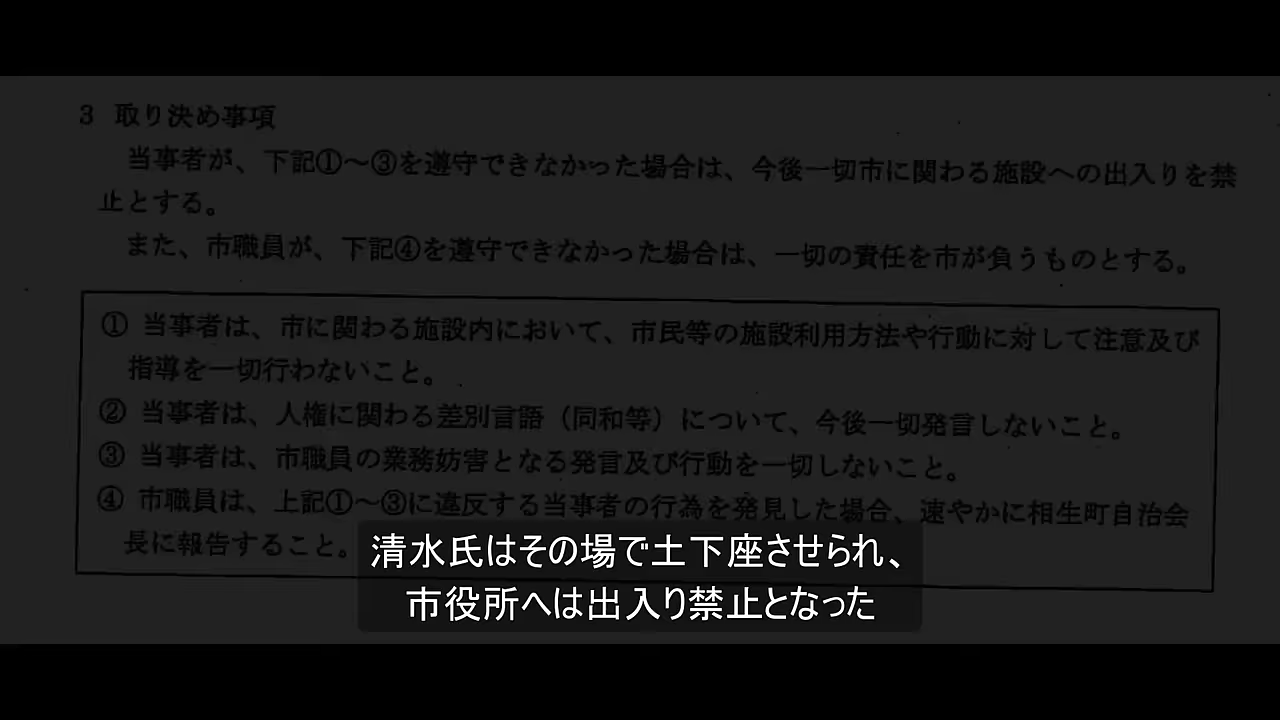 3 取り決め事項
当事者が、下記①～③を遵守できなかった場合は、今後一切市に関わる施設への出入りを禁
止とする。
また、市職員が、下記④を遵守できなかった場合は、一切の責任を市が負うものとする。
① 当事者は、市に関わる施設内において、市民等の施設利用方法や行動に対して注意及び
指導を一切行わないこと。
② 当事者は、人権に関わる差別言語（同和等）について、今後一切発言しないこと。
③ 当事者は、市職員の業務妨害となる発言及び行動を一切しないこと。
④ 市職員は、上記①～③に違反する当事者の行為を発見した場合、速やかに相生町自治会
長に報告すること。
清水氏はその場で土下座させられ、
市役所へは出入り禁止となった